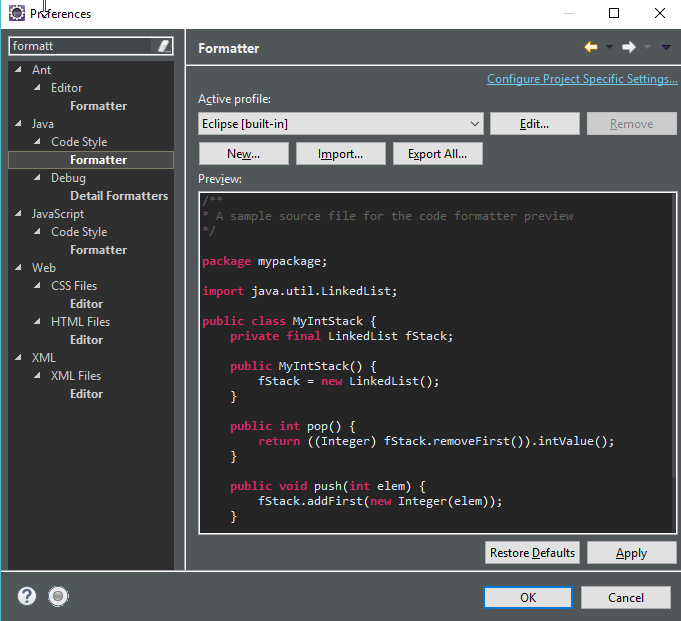 Preferences
formatt
Ant
Editor
Formatter
Java
Code Style
Formatter
Debug
Detail Formatters
JavaScript
Code Style
Formatter
Web
CSS Files
Editor
HTML Files
Editor
XML
XML Files
Editor
Formatter
Configure Project Specific Settings...
Active profile:
Eclipse [built-in]
Edit...
Remove
New...
Import...
Export All...
Preview:
/**
* A sample source file for the code formatter preview
*/
package mypackage;
import java.util.LinkedList;
public class MyIntStack {
private final LinkedList fStack;
public MyIntStack() {
fStack = new LinkedList();
}
public int pop() {
return ((Integer) fStack.removeFirst()).intValue();
}
public void push(int elem) {
fStack.addFirst(new Integer(elem));
}
Restore Defaults
Apply
?
OK
Cancel